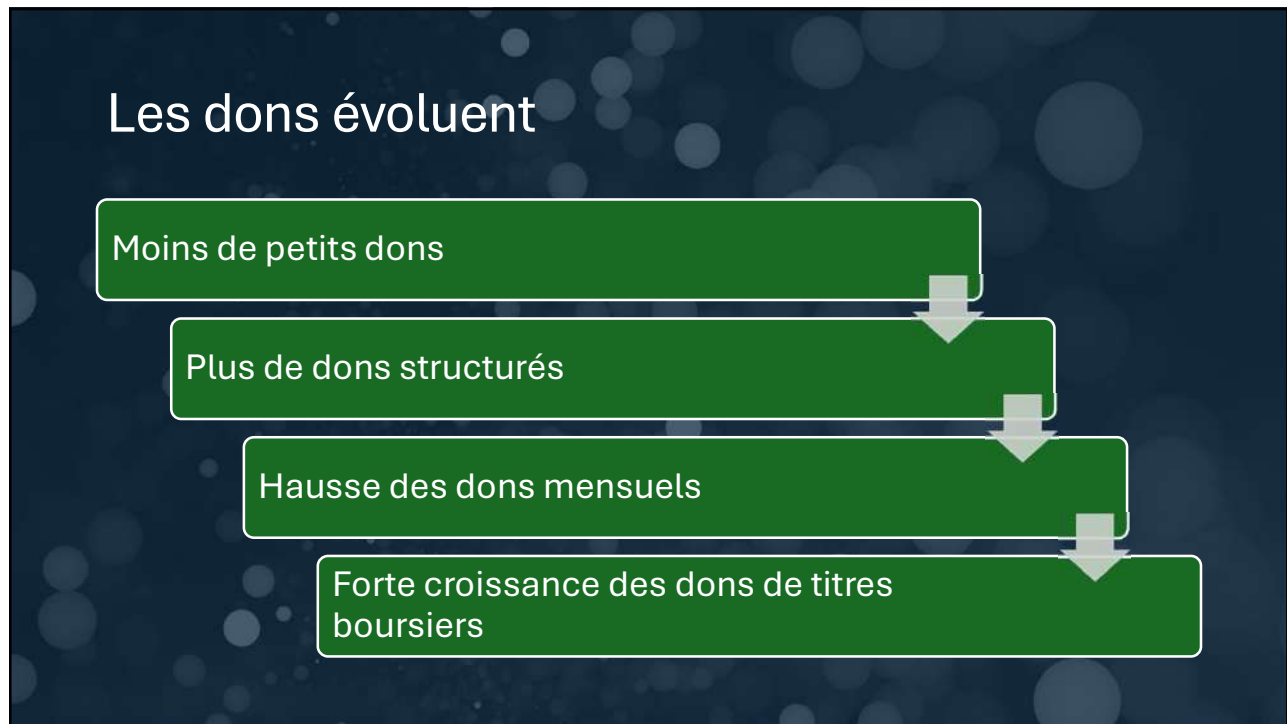 Les dons évoluent
Moins de petits dons
Plus de dons structurés
Hausse des dons mensuels
Forte croissance des dons de titres
boursiers